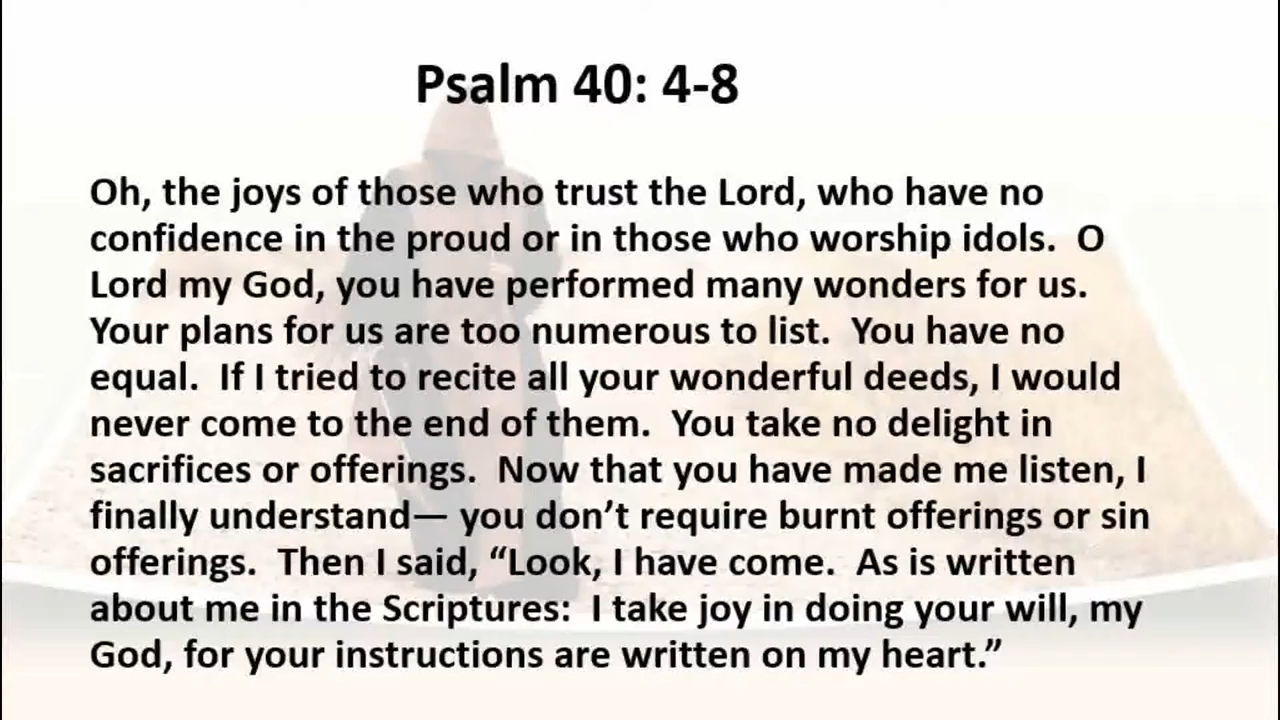 Psalm 40: 4-8
Oh, the joys of those who trust the Lord, who have no
confidence in the proud or in those who worship idols.  O
Lord my God, you have performed many wonders for us.
Your plans for us are too numerous to list.  You have no
equal.  If I tried to recite all your wonderful deeds, I would
never come to the end of them.  You take no delight in
sacrifices or offerings.  Now that you have made me listen, I
finally understand— you don’t require burnt offerings or sin
offerings.  Then I said, “Look, I have come.  As is written
about me in the Scriptures:  I take joy in doing your will, my
God, for your instructions are written on my heart.”